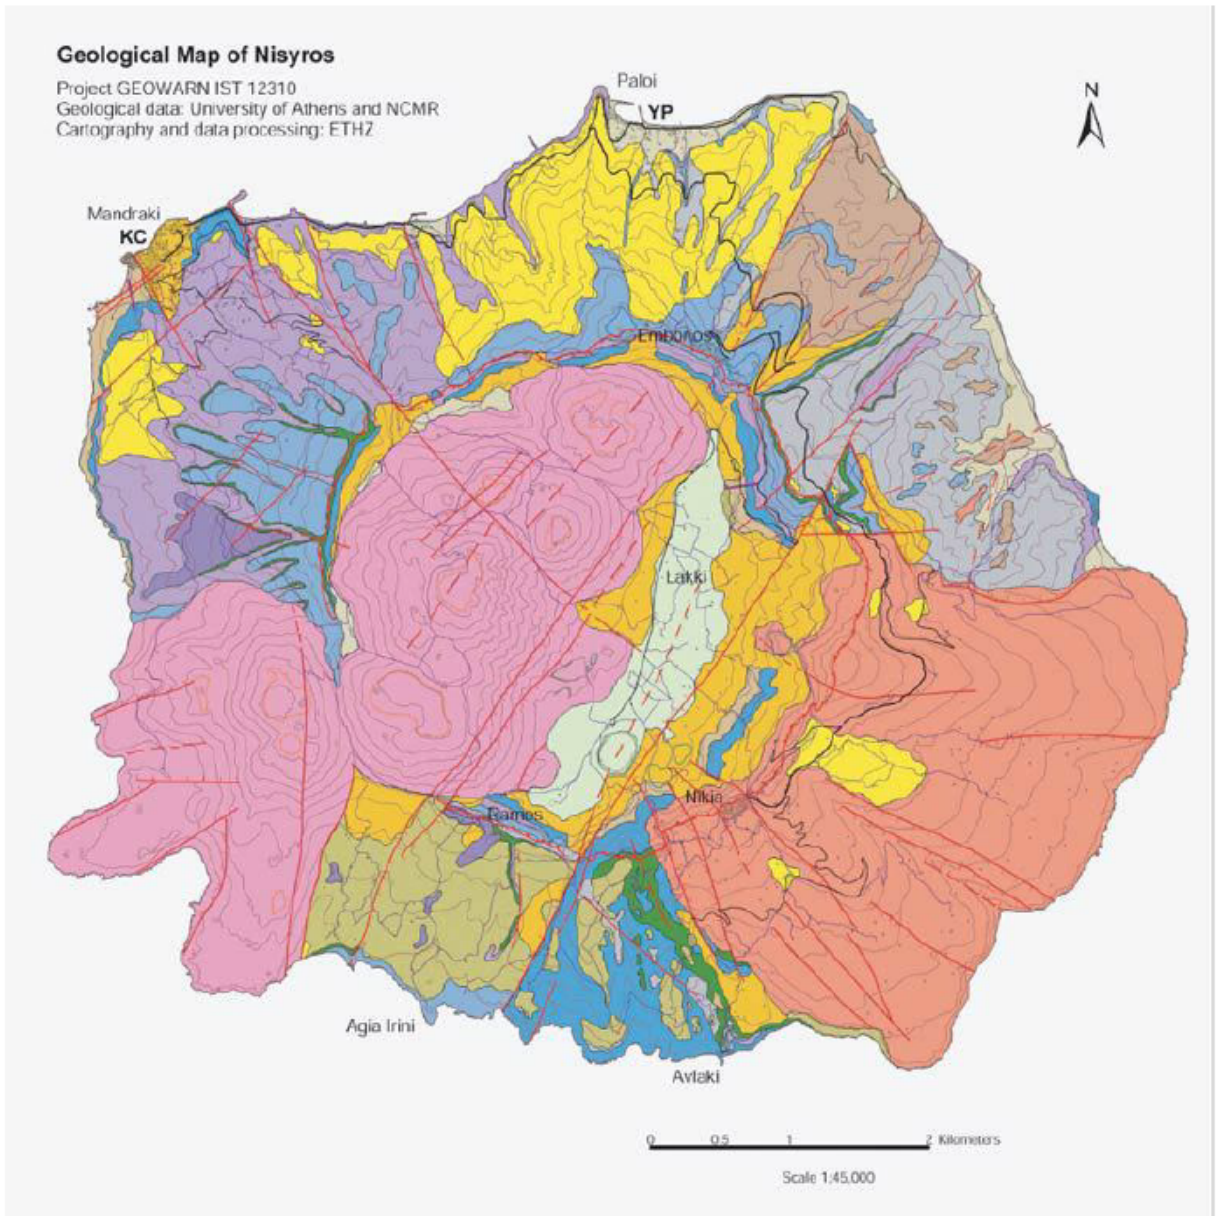 Geological Map of Nisyros
Project GEOWARN IST 12310
Geological data: University of Athens and NCMR
Cartography and data processing: ETHZ
Paloi
YP
N
Mandraki
KC
Emborios
Lakki
Nikia
Ramos
Agia Irini
Avlaki
0 0.5 1 2 Kilometers
Scale 1:45,000